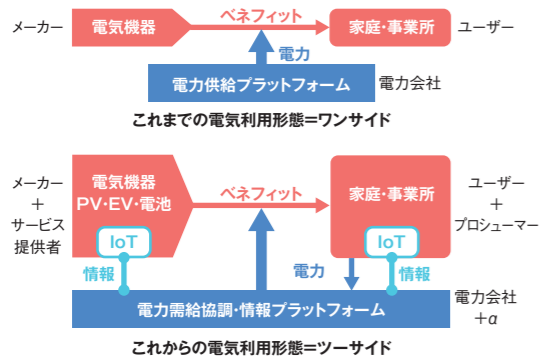 メーカー
電気機器
ベネフィット
家庭・事業所
ユーザー
電力
電力供給プラットフォーム
電力会社
これまでの電気利用形態=ワンサイド
メーカー
+
サービス
提供者
電気機器
PV・EV・電池
IoT
情報
ベネフィット
家庭・事業所
IoT
情報
電力
ユーザー
+
プロシューマー
電力需給協調・情報プラットフォーム
電力会社
+α
これからの電気利用形態=ツーサイド